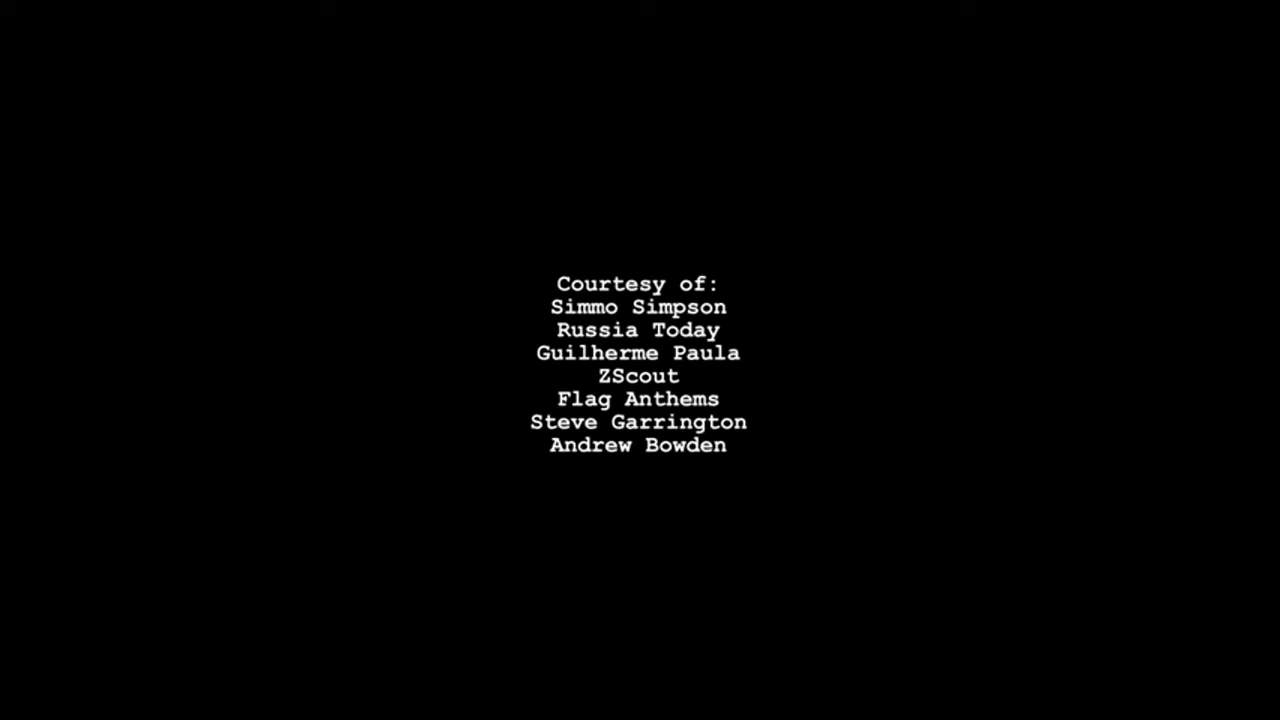 Courtesy of:
Simmo Simpson
Russia Today
Guilherme Paula
ZScout
Flag Anthems
Steve Garrington
Andrew Bowden